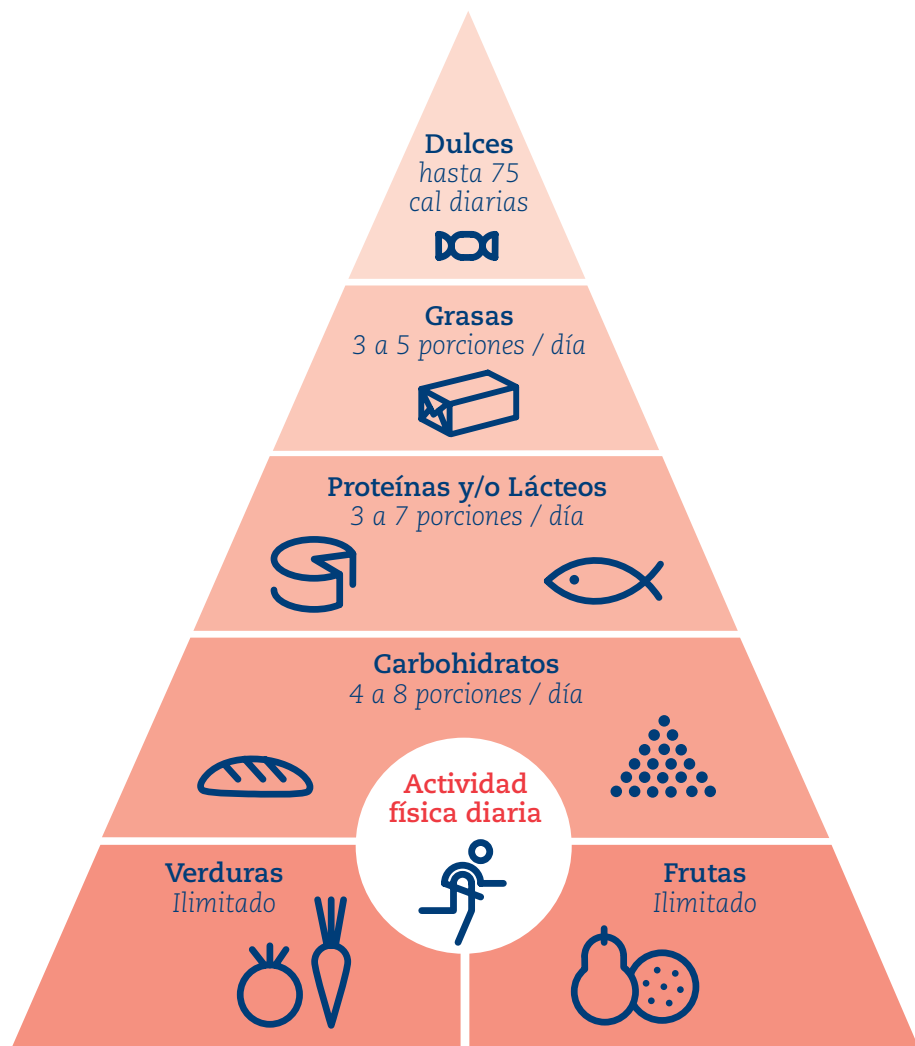 Dulces
hasta 75
cal diarias
Grasas
3 a 5 porciones / día
Proteínas y/o Lácteos
3 a 7 porciones / día
Carbohidratos
4 a 8 porciones / día
Actividad
física diaria
Verduras
Ilimitado
Frutas
Ilimitado